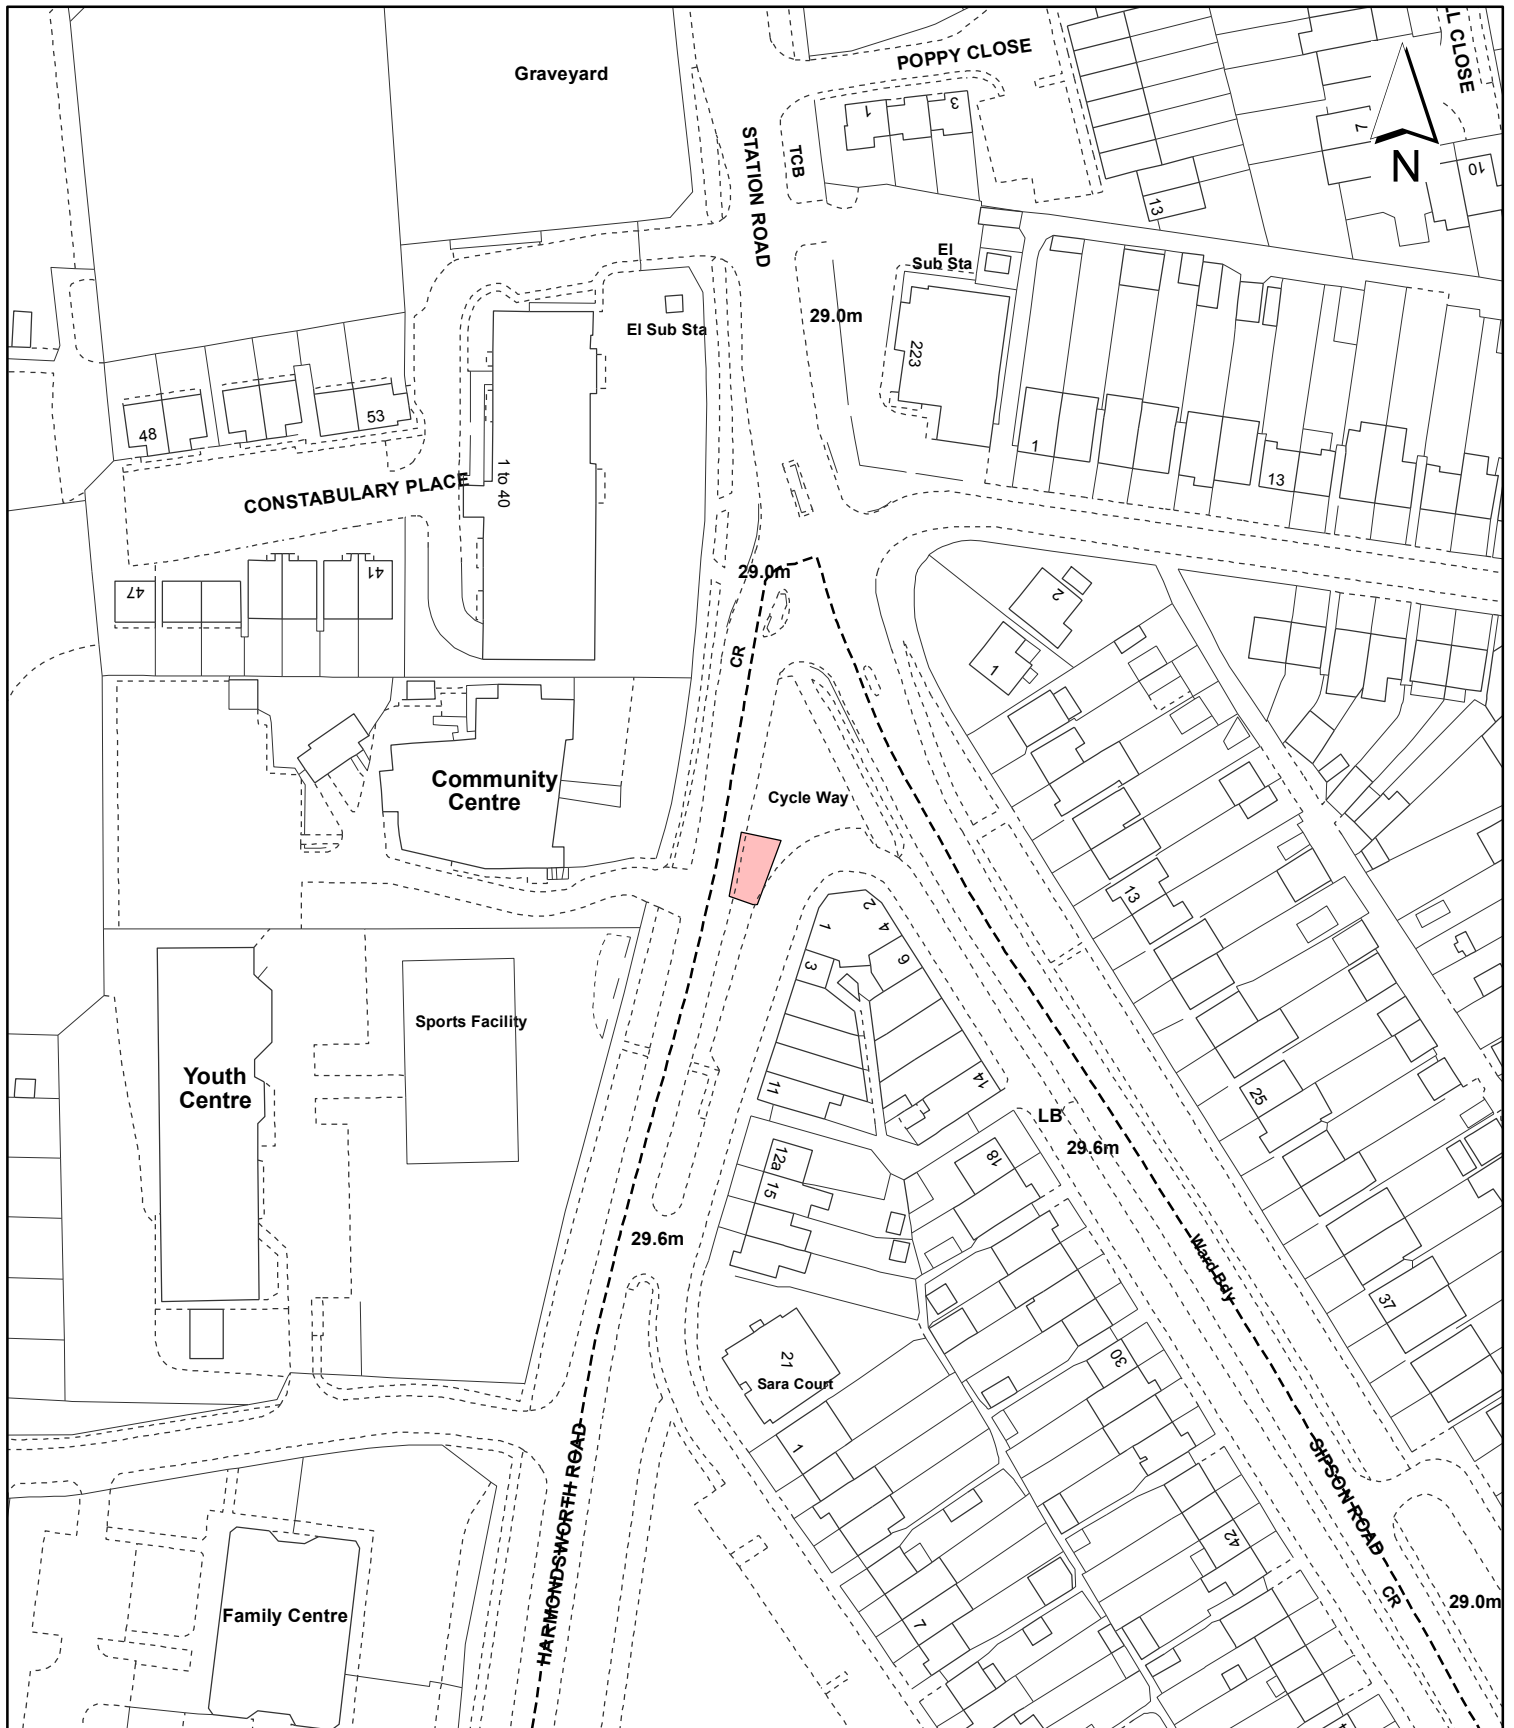 POPPY CLOSE
LL CLOSE
Graveyard
1
3
7
N
STATION ROAD
TCB
10
13
El
Sub Sta
29.0m
El Sub Sta
223
48
53
1
13
CONSTABULARY PLACE
1 to 40
29.0m
47
41
2
1
CR
Community
Centre
Cycle Way
13
1
2
4
3
6
Sports Facility
Youth
Centre
11
14
25
LB
29.6m
12a
15
18
29.6m
Ward Bdy
37
21
Sara Court
30
1
HARMONDSWORTH ROAD
SIPSON ROAD
42
CR
29.0m
Family Centre
7